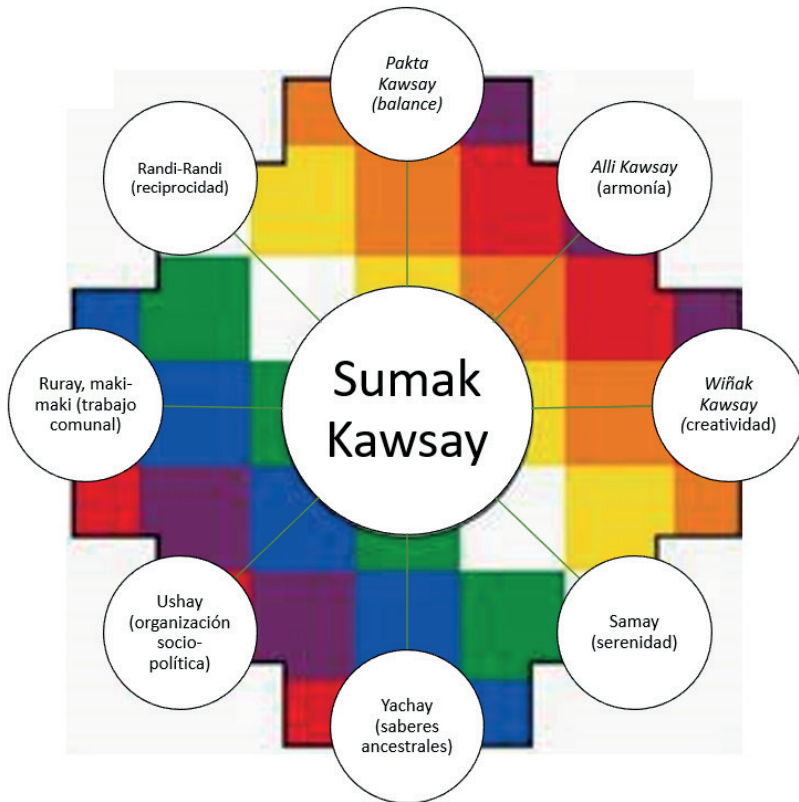 Pakta
Kawsay
(balance)
Alli Kawsay
(armonía)
Wiñak
Kawsay
(creatividad)
Samay
(serenidad)
Yachay
(saberes
ancestrales)
Ushay
(organización
socio-
política)
Ruray, maki-
maki (trabajo
comunal)
Randi-Randi
(reciprocidad)
Sumak
Kawsay